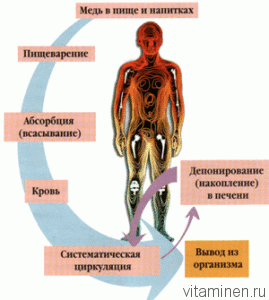 Медь в пище и напитках
Пищеварение
Абсорбция
(всасывание)
Кровь
Депонирование
(накопление)
в печени
Систематическая
циркуляция
Вывод из
организма
vitaminen.ru